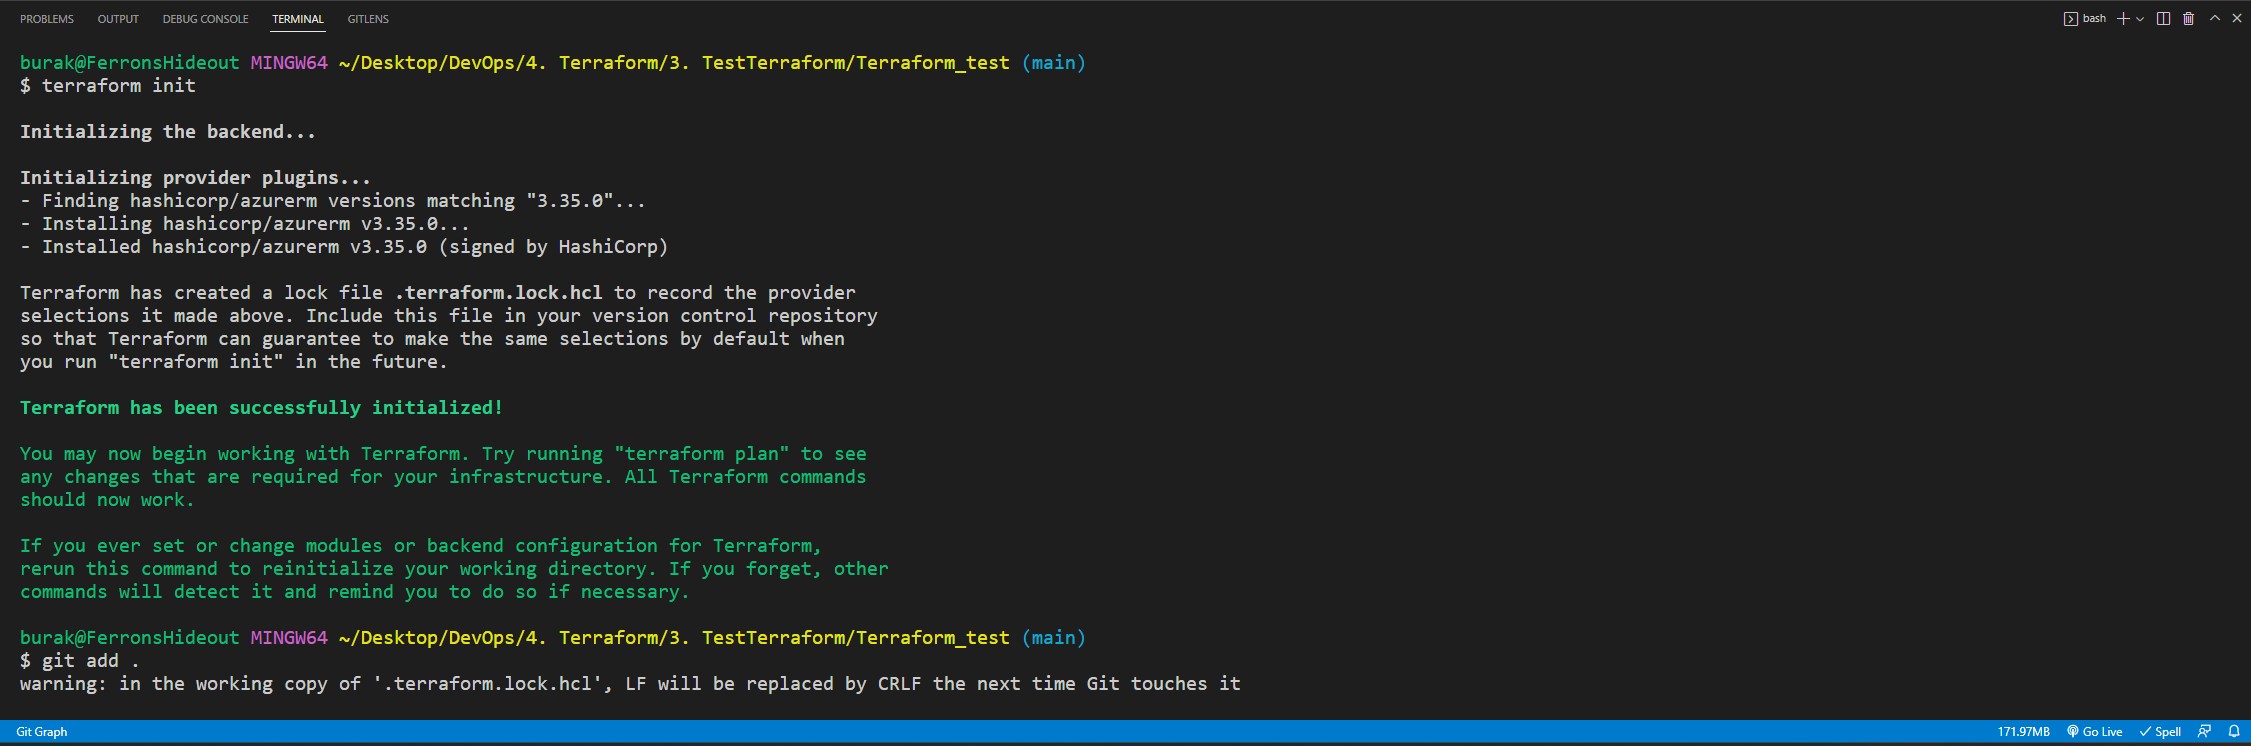 PROBLEMS OUTPUT DEBUG CONSOLE TERMINAL GITLENS bash
burak@FerronsHideout MINGW64 ~/Desktop/DevOps/4. Terraform/3. TestTerraform/Terraform_test (main)
$ terraform init
Initializing the backend...
Initializing provider plugins...
- Finding hashicorp/azurerm versions matching "3.35.0"...
- Installing hashicorp/azurerm v3.35.0...
- Installed hashicorp/azurerm v3.35.0 (signed by HashiCorp)
Terraform has created a lock file .terraform.lock.hcl to record the provider
selections it made above. Include this file in your version control repository
so that Terraform can guarantee to make the same selections by default when
you run "terraform init" in the future.
Terraform has been successfully initialized!
You may now begin working with Terraform. Try running "terraform plan" to see
any changes that are required for your infrastructure. All Terraform commands
should now work.
If you ever set or change modules or backend configuration for Terraform,
rerun this command to reinitialize your working directory. If you forget, other
commands will detect it and remind you to do so if necessary.
burak@FerronsHideout MINGW64 ~/Desktop/DevOps/4. Terraform/3. TestTerraform/Terraform_test (main)
$ git add .
warning: in the working copy of '.terraform.lock.hcl', LF will be replaced by CRLF the next time Git touches it
Git Graph 171.97MB Go Live Spell